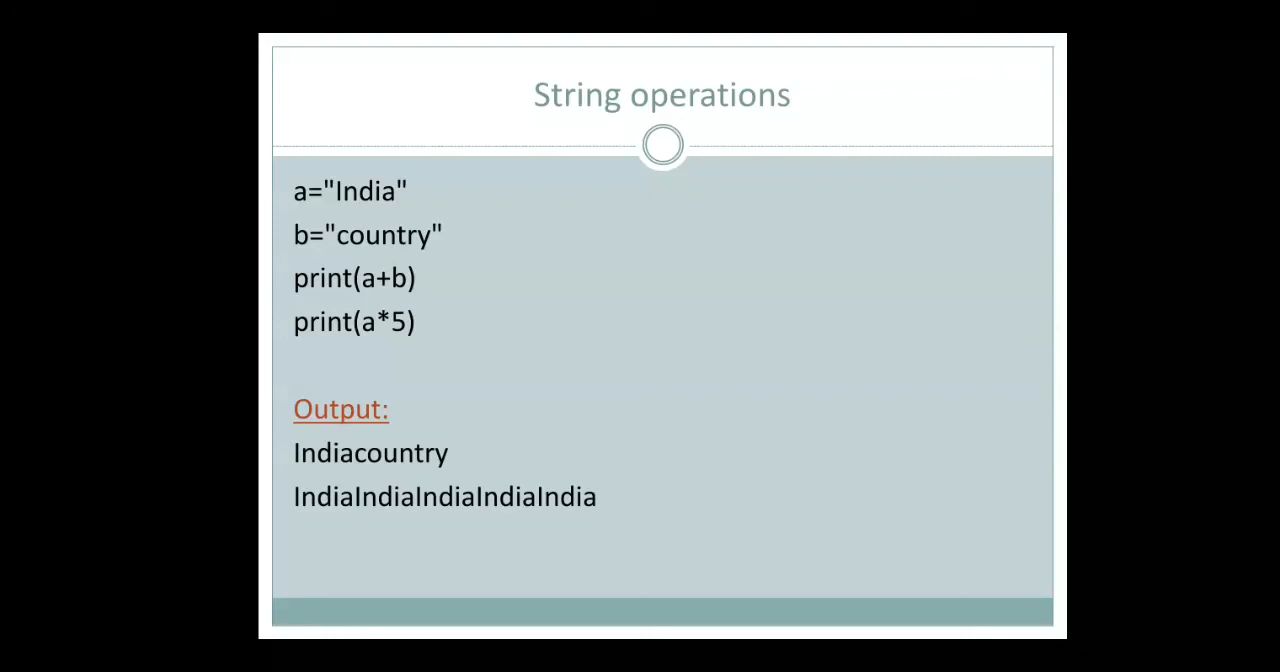 String operations
a="India"
b="country"
print(a+b)
print(a*5)
Output:
Indiacountry
IndiaIndiaIndiaIndiaIndia